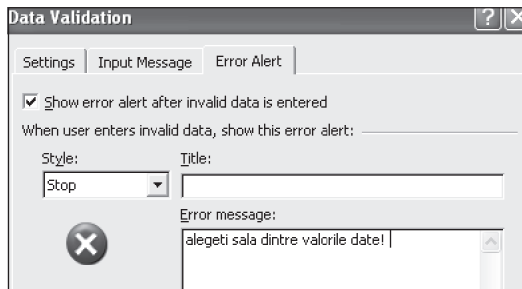 Data Validation
Settings
Input Message
Error Alert
Show error alert after invalid data is entered
When user enters invalid data, show this error alert:
Style:
Title:
Stop
Error message:
alegeti sala dintre valorile date!